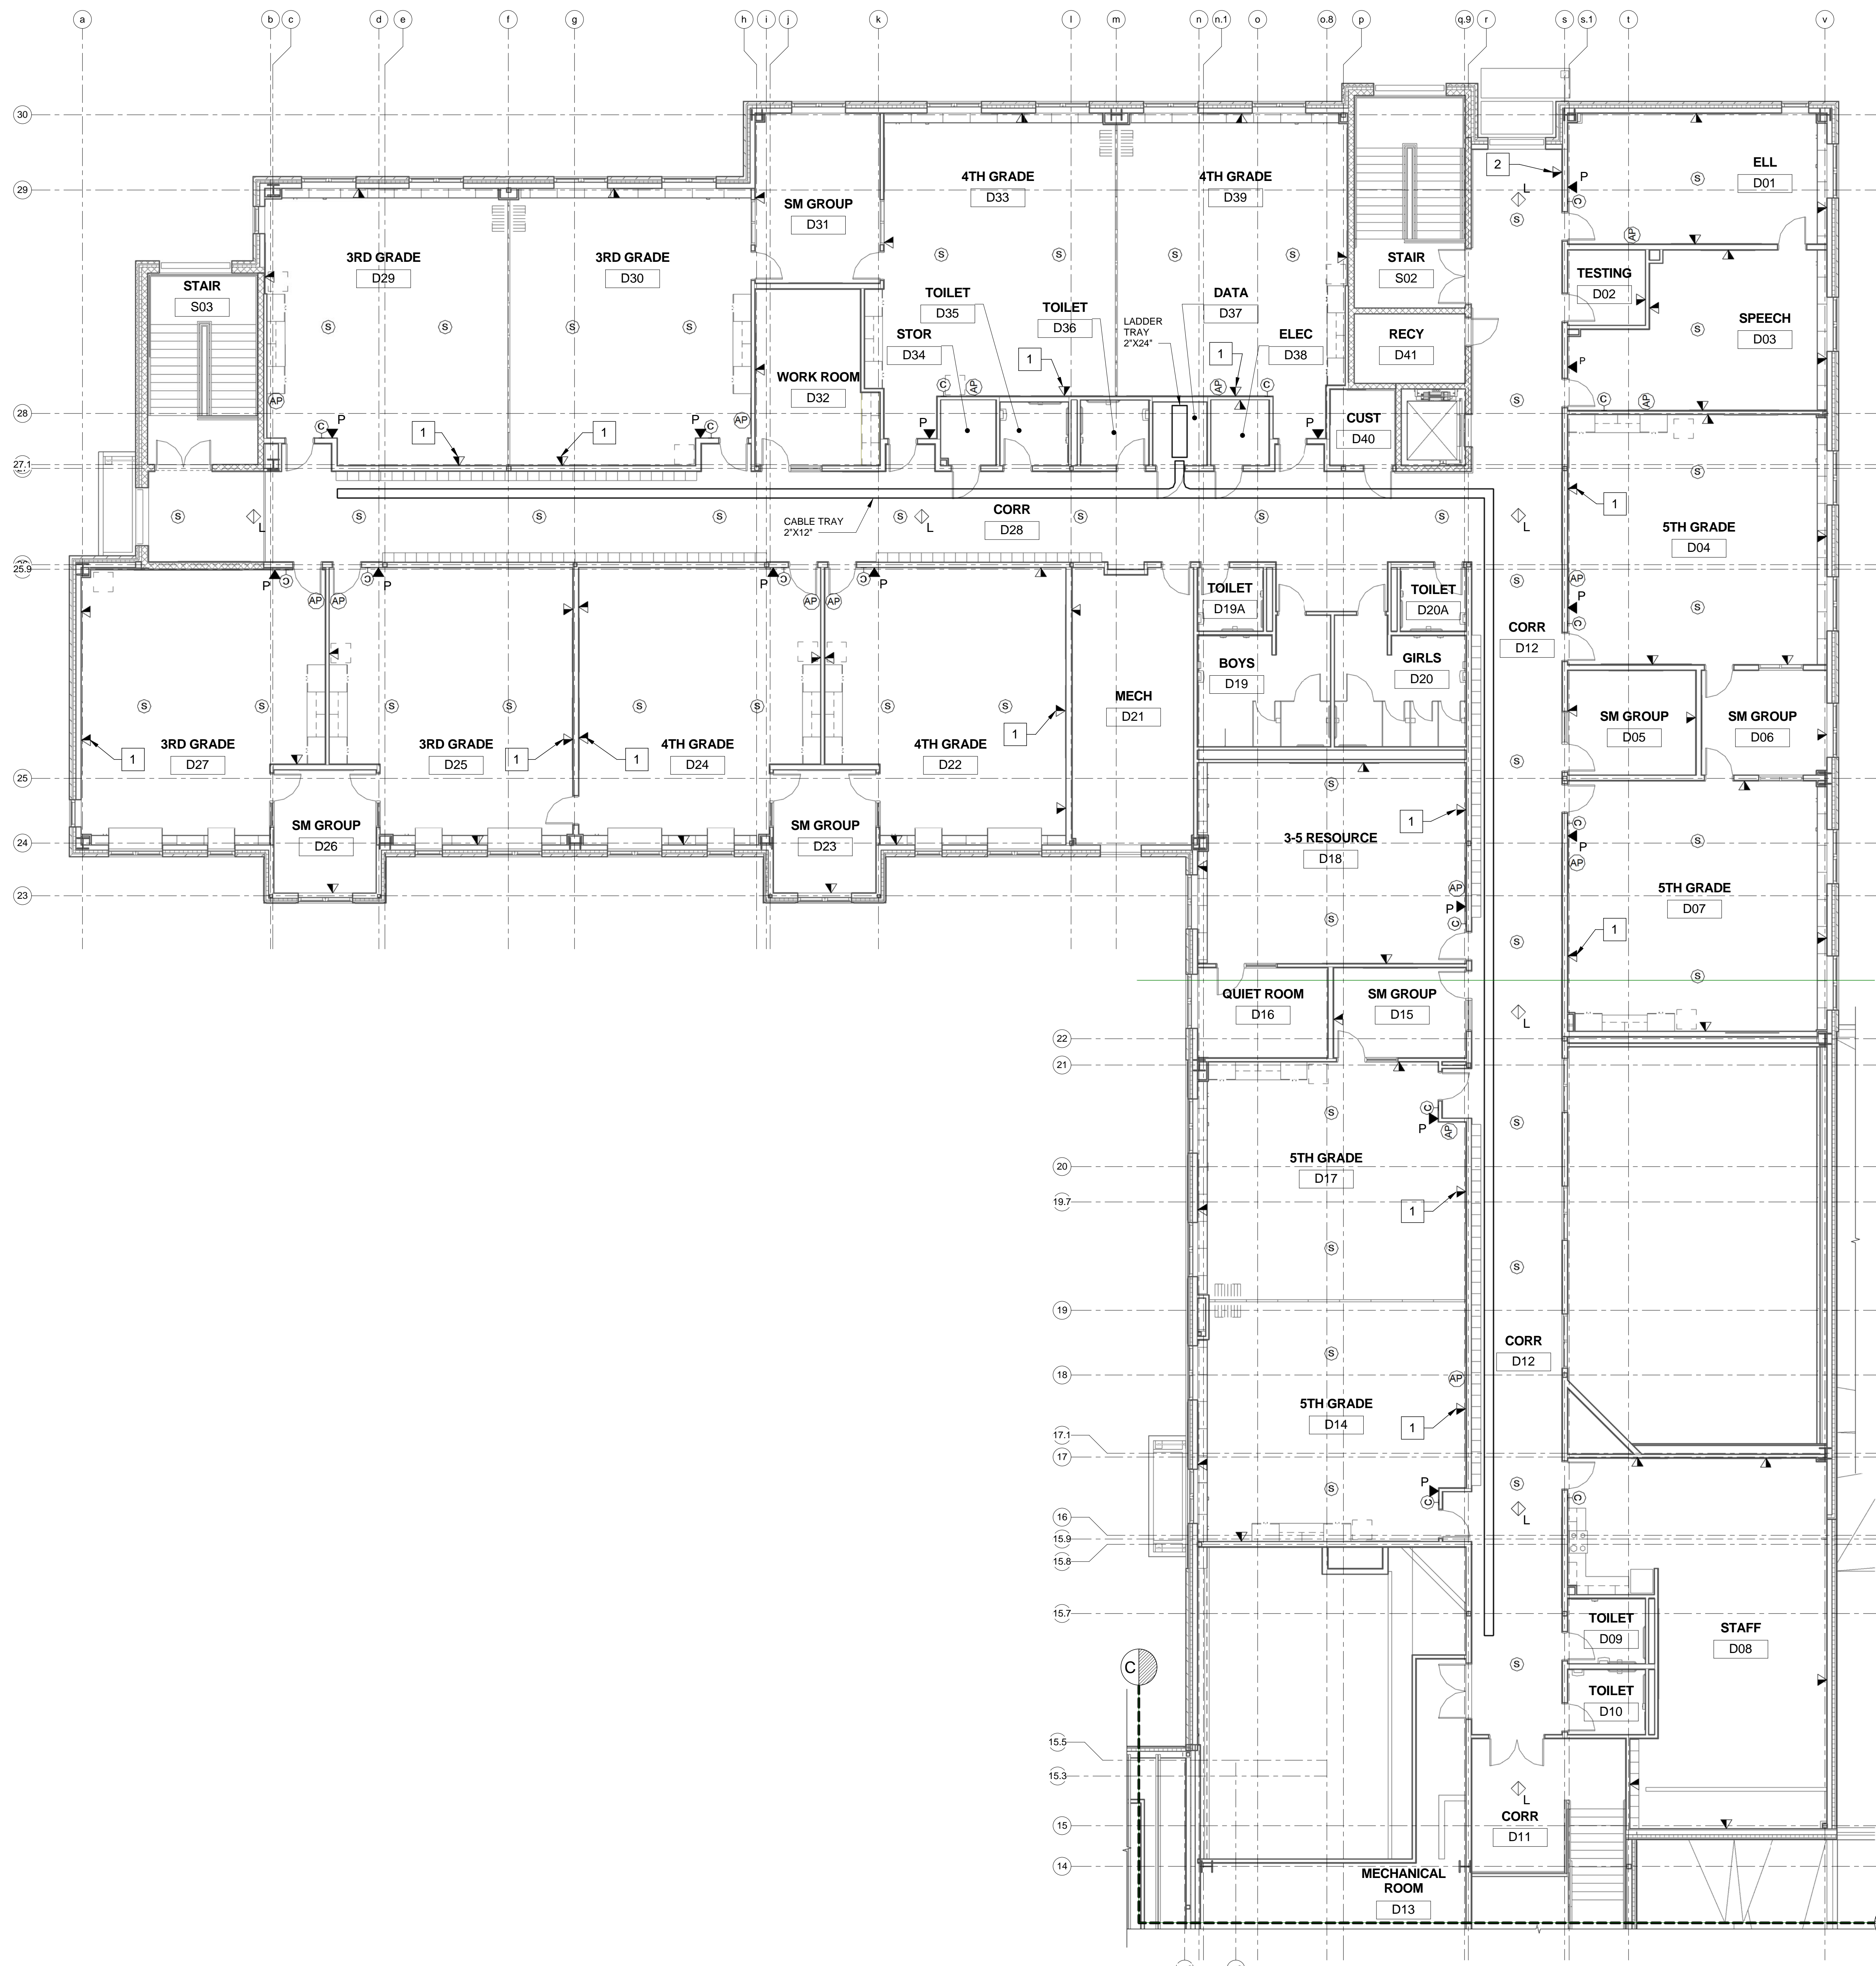 a b c d e f g h i j k l m n n.1 o o.8 p q.9 r s s.1 t v
30
29
28
27.1
25.9
25
24
23
22
21
20
19.7
19
18
17.1
17
16
15.9
15.8
15.7
15.5
15.3
15
14
ELL
D01
TESTING
D02
SPEECH
D03
5TH GRADE
D04
SM GROUP
D05
SM GROUP
D06
5TH GRADE
D07
STAFF
D08
TOILET
D09
TOILET
D10
CORR
D11
CORR
D12
CORR
D12
MECHANICAL
ROOM
D13
5TH GRADE
D14
SM GROUP
D15
QUIET ROOM
D16
5TH GRADE
D17
3-5 RESOURCE
D18
BOYS
D19
TOILET
D19A
GIRLS
D20
TOILET
D20A
MECH
D21
4TH GRADE
D22
SM GROUP
D23
4TH GRADE
D24
3RD GRADE
D25
SM GROUP
D26
3RD GRADE
D27
CORR
D28
3RD GRADE
D29
3RD GRADE
D30
SM GROUP
D31
WORK ROOM
D32
4TH GRADE
D33
STOR
D34
TOILET
D35
TOILET
D36
DATA
D37
ELEC
D38
4TH GRADE
D39
CUST
D40
RECY
D41
STAIR
S02
STAIR
S03
LADDER
TRAY
2"X24"
CABLE TRAY
2"X12"
C
1
2
P
L
S
AP